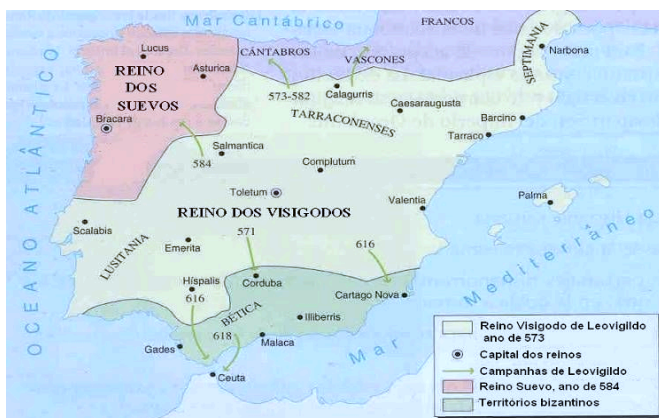 Mar Cantábrico
FRANCOS
Lucus
CÁNTABROS
VASCONES
SEPTIMANIA
Narbona
REINO
DOS
SUEVOS
Asturica
573-582
Calagurris
Caesaraugusta
TARRACONENSES
Barcino
Bracara
Tarraco
584
Salmantica
Complutum
OCEANO ATLÂNTICO
Toletum
Palma
Valentia
REINO DOS VISIGODOS
Scalabis
LUSITANIA
Emerita
571
616
Mar Mediterrâneo
Híspalis
Corduba
Cartago Nova
616
BÉTICA
618
Illiberris
Gades
Malaca
Ceuta
Reino Visigodo de Leovigildo
ano de 573
Capital dos reinos
Campanhas de Leovigildo
Reino Suevo, ano de 584
Territórios bizantinos